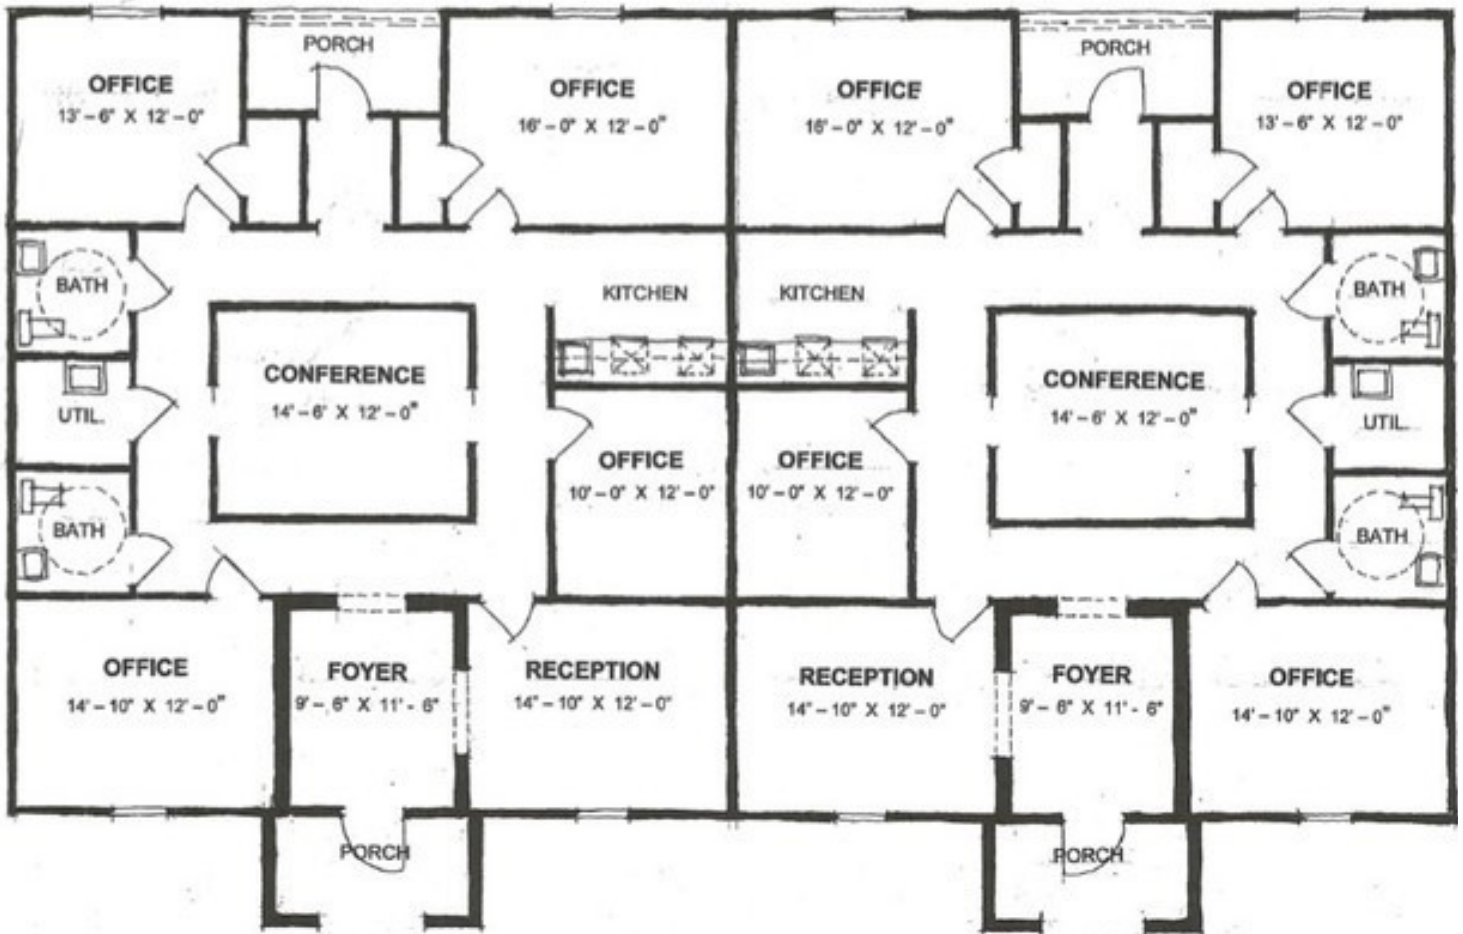 PORCH
PORCH
OFFICE
13'-6" X 12'-0"
OFFICE
16'-0" X 12'-0"
OFFICE
16'-0" X 12'-0"
OFFICE
13'-6" X 12'-0"
BATH
KITCHEN
KITCHEN
BATH
CONFERENCE
14'-6' X 12'-0"
CONFERENCE
14'-6' X 12'-0"
UTIL.
UTIL.
OFFICE
10'-0" X 12'-0"
OFFICE
10'-0" X 12'-0"
BATH
BATH
OFFICE
14'-10" X 12'-0"
FOYER
9'-6" X 11'-6"
RECEPTION
14"-10" X 12'-0"
RECEPTION
14"-10" X 12'-0"
FOYER
9'-6" X 11'-6"
OFFICE
14'-10" X 12'-0"
PORCH
PORCH